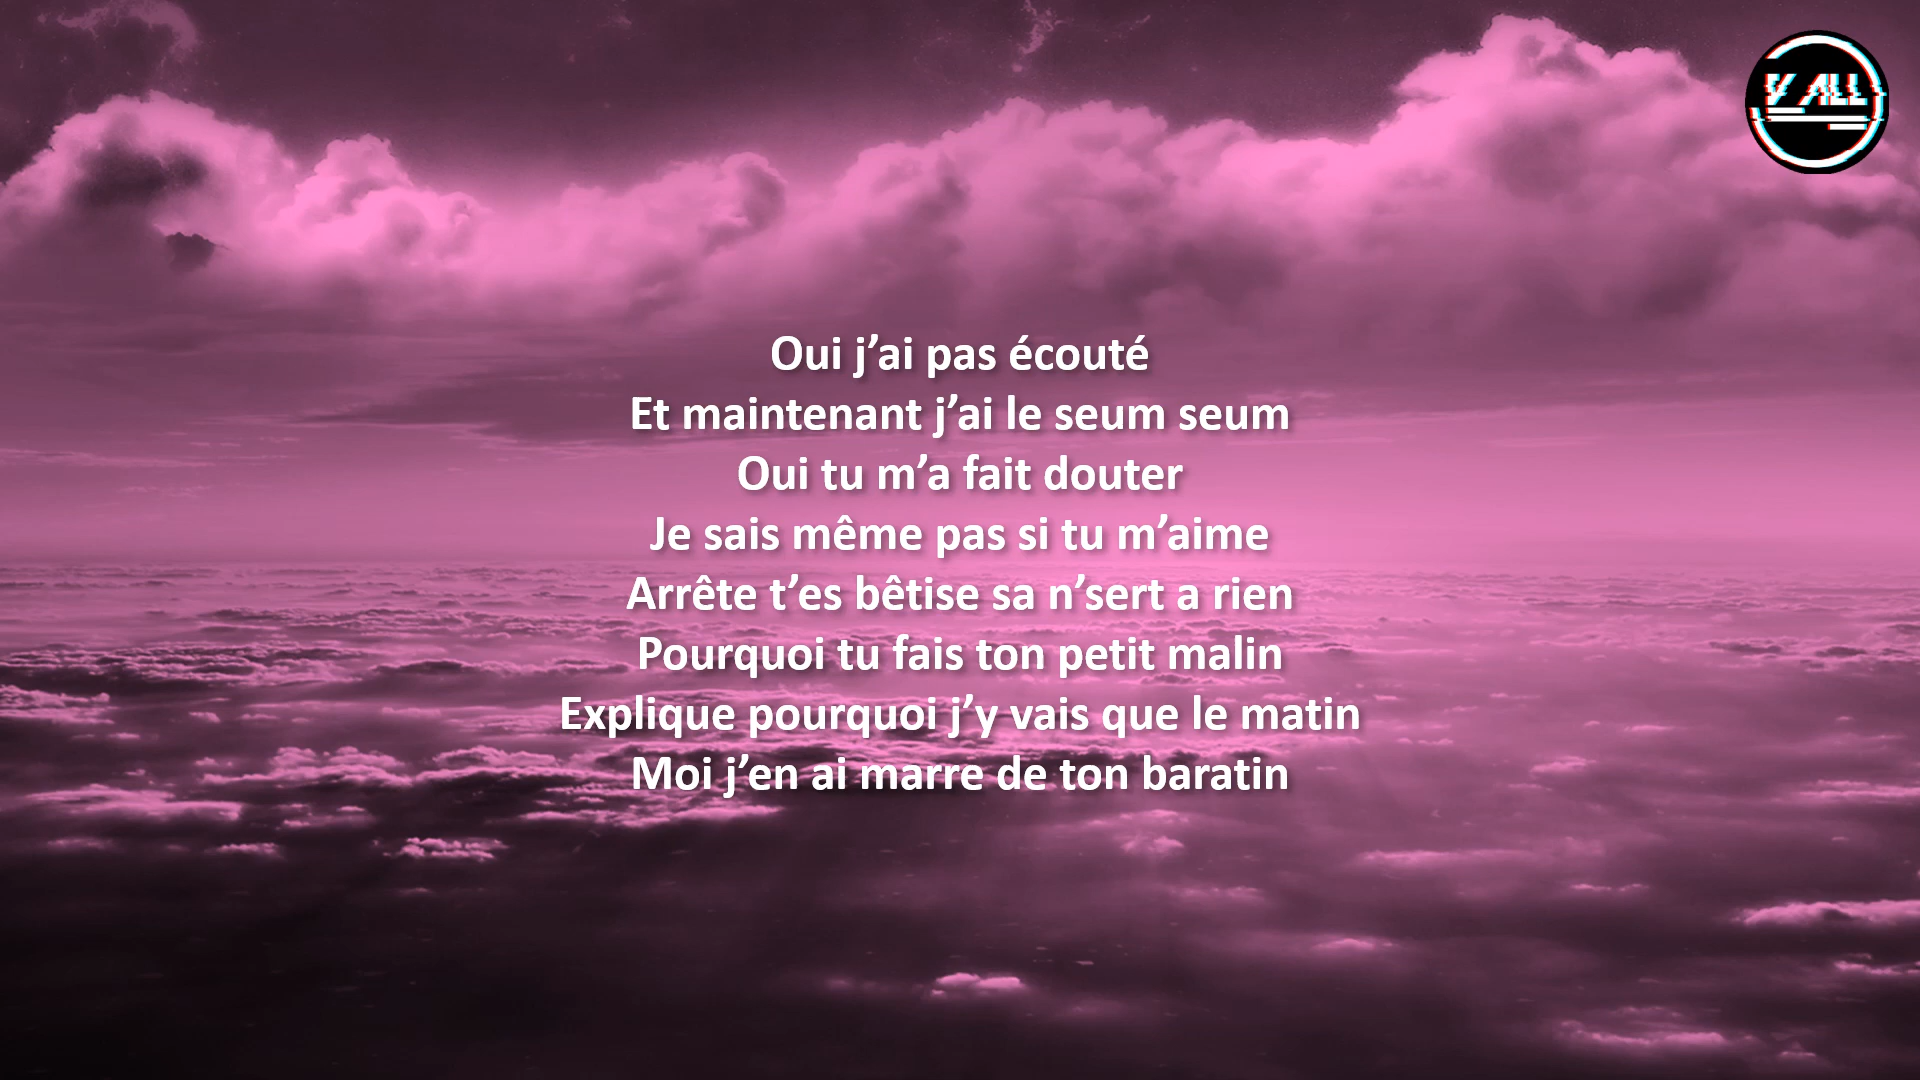 V_ALL
Oui j’ai pas écouté
Et maintenant j’ai le seum seum
Oui tu m’a fait douter
Je sais même pas si tu m’aime
Arrête t’es bêtise sa n’sert a rien
Pourquoi tu fais ton petit malin
Explique pourquoi j’y vais que le matin
Moi j’en ai marre de ton baratin